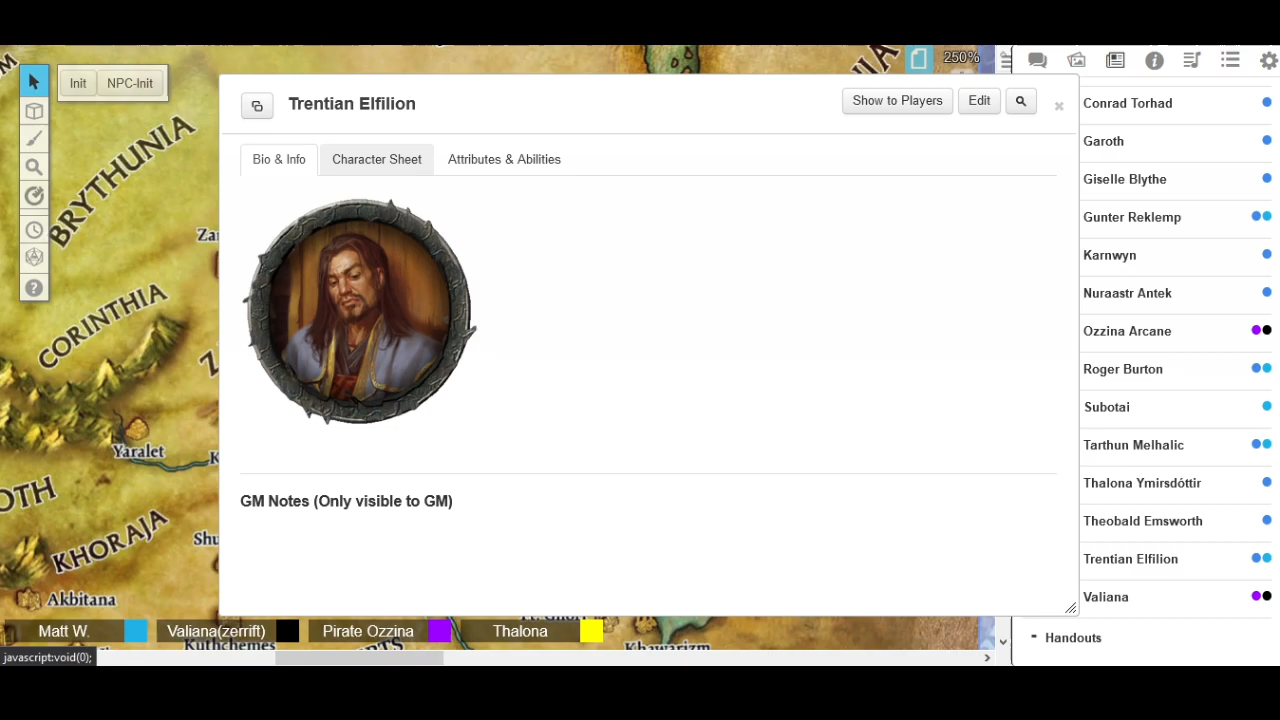 250%
Init NPC-Init
Trentian Elfilion
Show to Players Edit
Bio & Info Character Sheet Attributes & Abilities
GM Notes (Only visible to GM)
BRYTHUNIA
CORINTHIA
Yaralet
KHORAJA
Akbitana
Kuthchemes
Khawarizm
Conrad Torhad
Garoth
Giselle Blythe
Gunter Reklemp
Karnwyn
Nuraastr Antek
Ozzina Arcane
Roger Burton
Subotai
Tarthun Melhalic
Thalona Ymirsdóttir
Theobald Emsworth
Trentian Elfilion
Valiana
Handouts
Matt W. Valiana(zerrift) Pirate Ozzina Thalona
javascript:void(0);